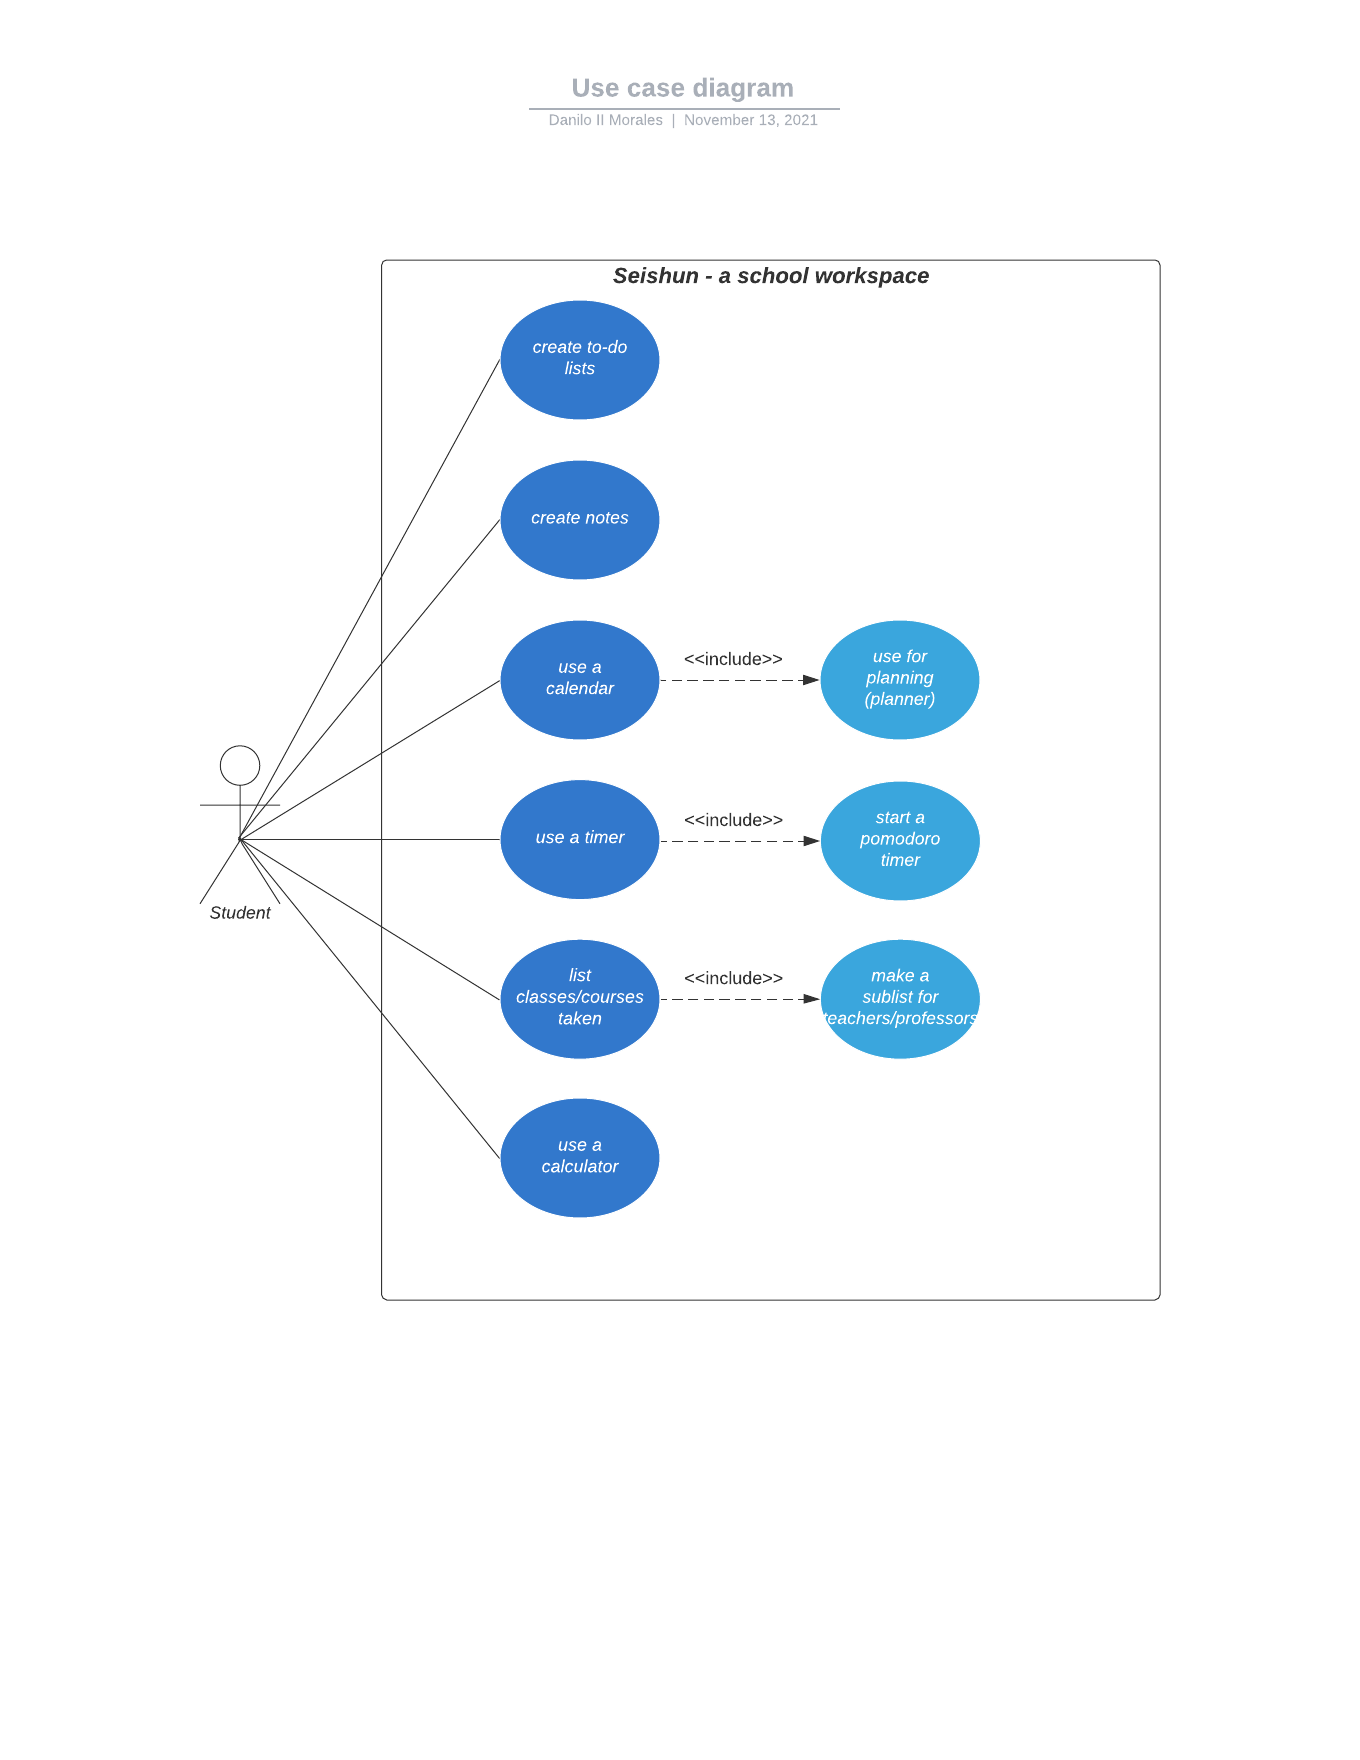 Use case diagram
Danilo II Morales | November 13, 2021
Seishun - a school workspace
create to-do
lists
create notes
use a
calendar
<<include>>
use for
planning
(planner)
use a timer
<<include>>
start a
pomodoro
timer
Student
list
classes/courses
taken
<<include>>
make a
sublist for
teachers/professors
use a
calculator